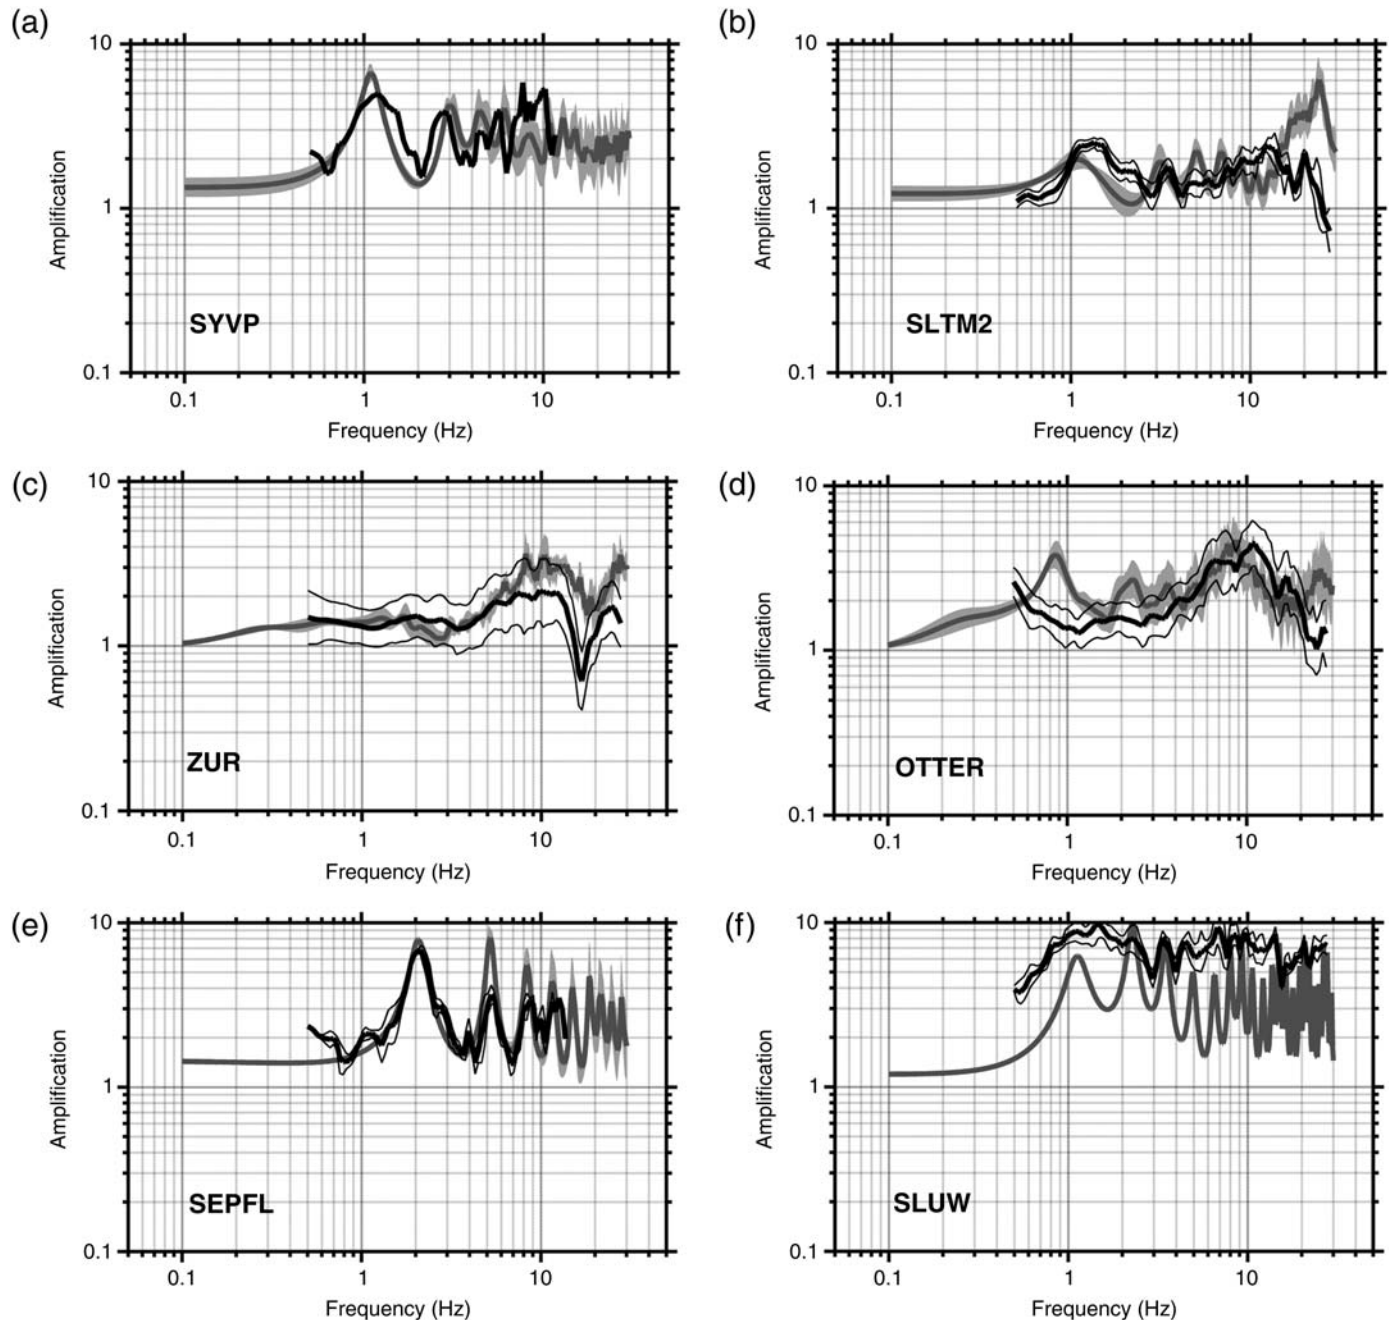 (a)
10
1
0.1
Amplification
SYVP
0.1 1 10
Frequency (Hz)
(b)
10
1
0.1
Amplification
SLTM2
0.1 1 10
Frequency (Hz)
(c)
10
1
0.1
Amplification
ZUR
0.1 1 10
Frequency (Hz)
(d)
10
1
0.1
Amplification
OTTER
0.1 1 10
Frequency (Hz)
(e)
10
1
0.1
Amplification
SEPFL
0.1 1 10
Frequency (Hz)
(f)
10
1
0.1
Amplification
SLUW
0.1 1 10
Frequency (Hz)